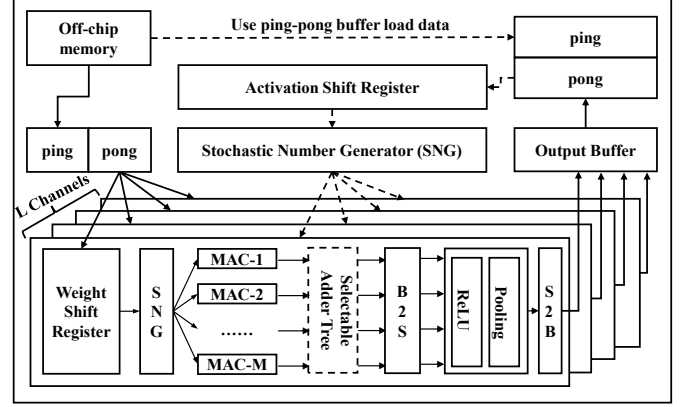 Off-chip
memory
Use ping-pong buffer load data
ping
pong
Activation Shift Register
ping
pong
Stochastic Number Generator (SNG)
Output Buffer
L Channels
Weight
Shift
Register
S
N
G
MAC-1
MAC-2
......
MAC-M
Selectable
Adder Tree
B
2
S
ReLU
Pooling
S
2
B